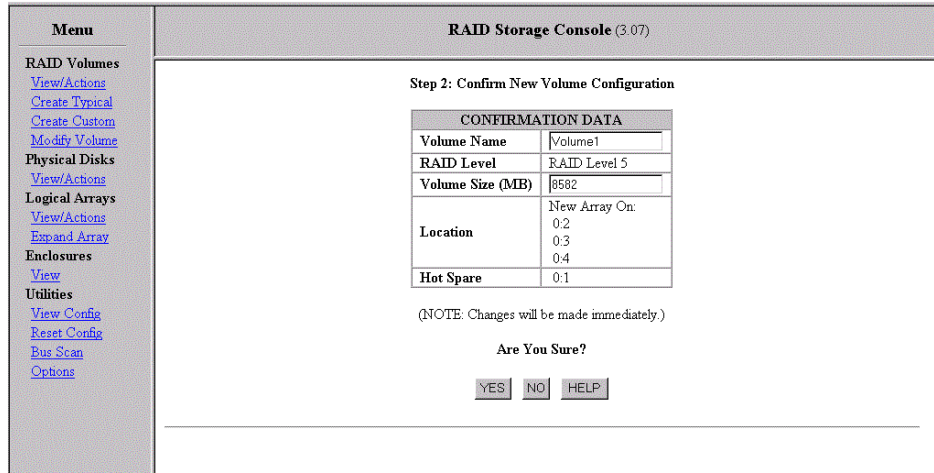 Menu
RAID Volumes
View/Actions
Create Typical
Create Custom
Modify Volume
Physical Disks
View/Actions
Logical Arrays
View/Actions
Expand Array
Enclosures
View
Utilities
View Config
Reset Config
Bus Scan
Options
RAID Storage Console (3.07)
Step 2: Confirm New Volume Configuration
CONFIRMATION DATA
Volume Name Volume1
RAID Level RAID Level 5
Volume Size (MB) 8582
Location New Array On:
0:2
0:3
0:4
Hot Spare 0:1
(NOTE: Changes will be made immediately.)
Are You Sure?
YES NO HELP